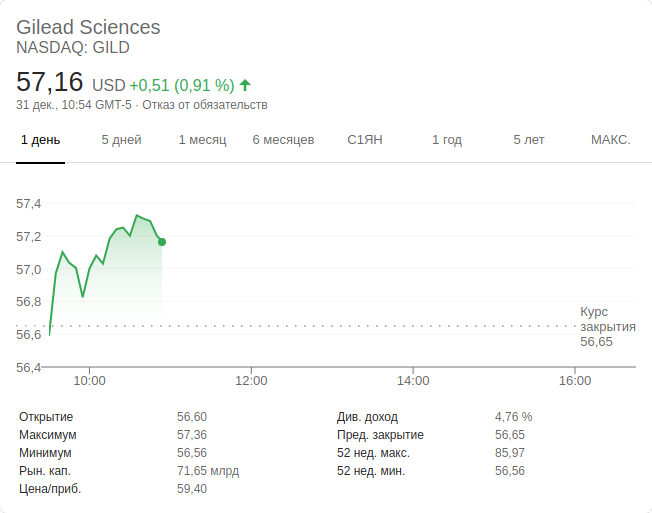 Gilead Sciences
NASDAQ: GILD
57,16 USD +0,51 (0,91 %)
31 дек., 10:54 GMT-5 · Отказ от обязательств
1 день 5 дней 1 месяц 6 месяцев С1ЯН 1 год 5 лет МАКС.
57,4
57,2
57,0
56,8
56,6
56,4
Курс
закрытия
56,65
10:00 12:00 14:00 16:00
Открытие 56,60 Див. доход 4,76 %
Максимум 57,36 Пред. закрытие 56,65
Минимум 56,56 52 нед. макс. 85,97
Рын. кап. 71,65 млрд 52 нед. мин. 56,56
Цена/приб. 59,40